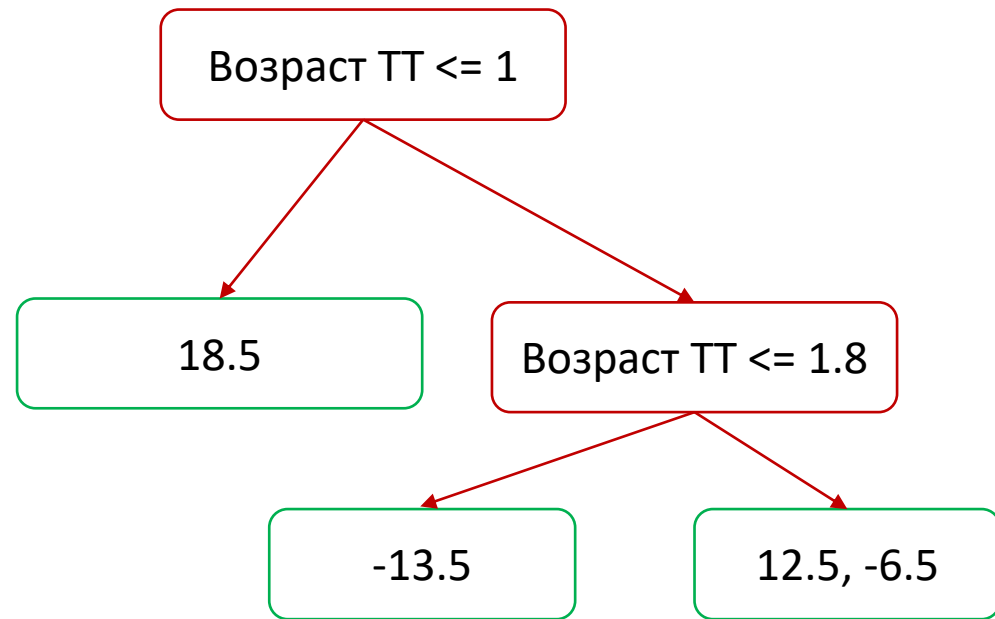 Возраст ТТ <= 1
18.5
Возраст ТТ <= 1.8
-13.5
12.5, -6.5